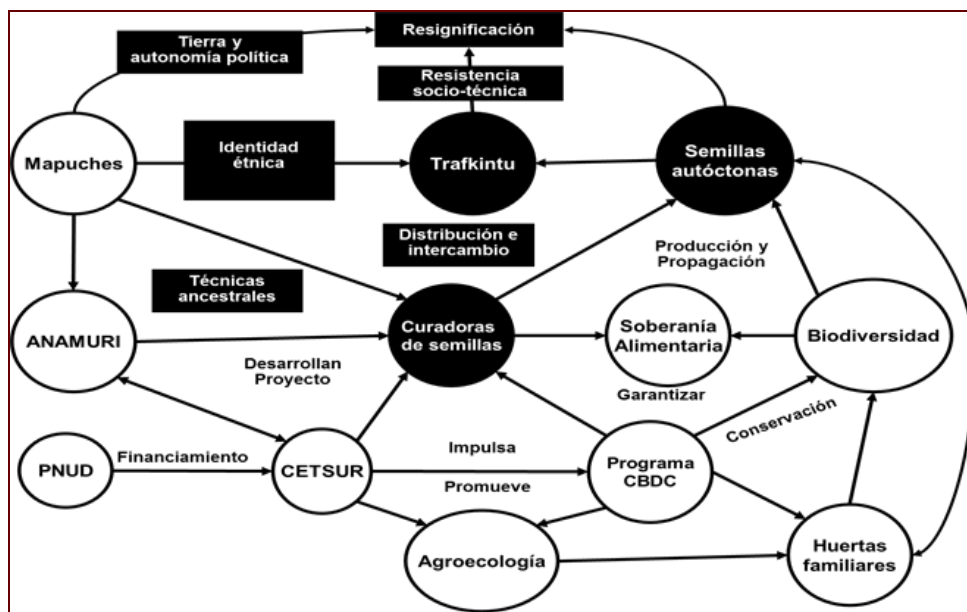 Tierra y
autonomía política
Resignificación
Resistencia
socio-técnica
Mapuches
Identidad
étnica
Trafkintu
Semillas
autóctonas
Distribución e
intercambio
Producción y
Propagación
Técnicas
ancestrales
ANAMURI
Curadoras
de semillas
Soberanía
Alimentaria
Biodiversidad
Desarrollan
Proyecto
Garantizar
Conservación
PNUD
Financiamiento
CETSUR
Impulsa
Promueve
Programa
CBDC
Agroecología
Huertas
familiares